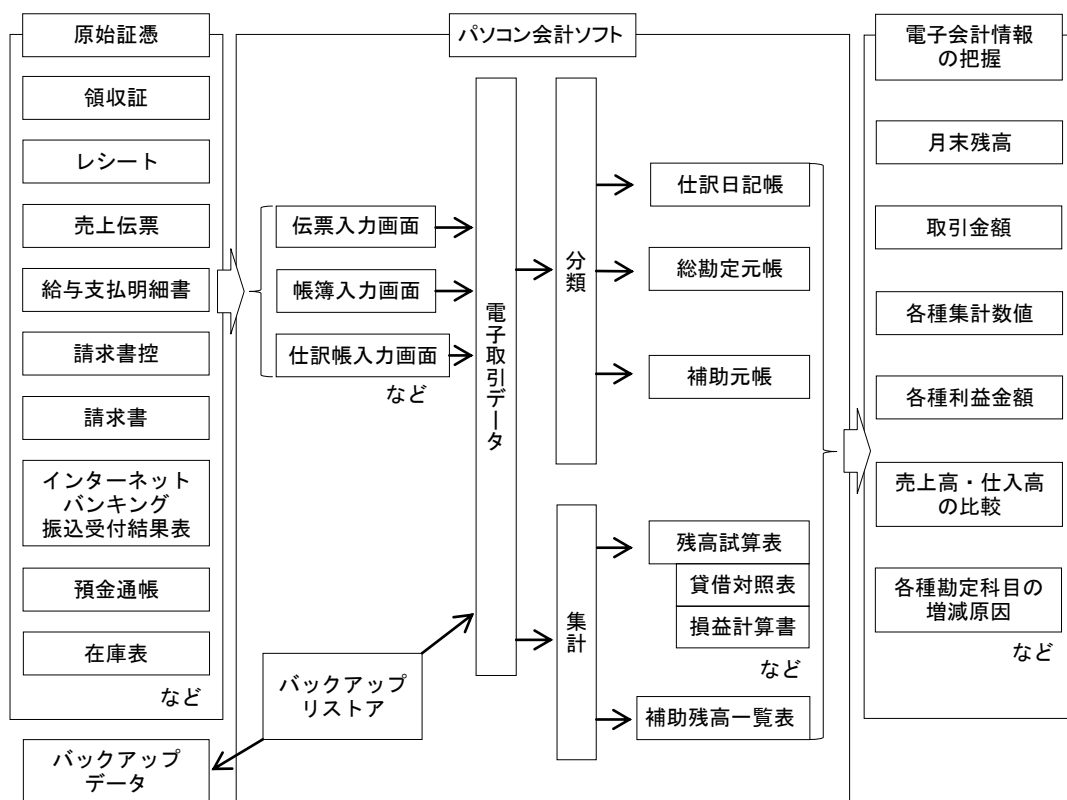 原始証憑
領収証
レシート
売上伝票
給与支払明細書
請求書控
請求書
インターネット
バンキング
振込受付結果表
預金通帳
在庫表
など
バックアップ
データ
パソコン会計ソフト
伝票入力画面
帳簿入力画面
仕訳帳入力画面
など
バックアップ
リストア
電子取引データ
分類
集計
仕訳日記帳
総勘定元帳
補助元帳
残高試算表
貸借対照表
損益計算書
など
補助残高一覧表
電子会計情報
の把握
月末残高
取引金額
各種集計数値
各種利益金額
売上高・仕入高
の比較
各種勘定科目の
増減原因
など